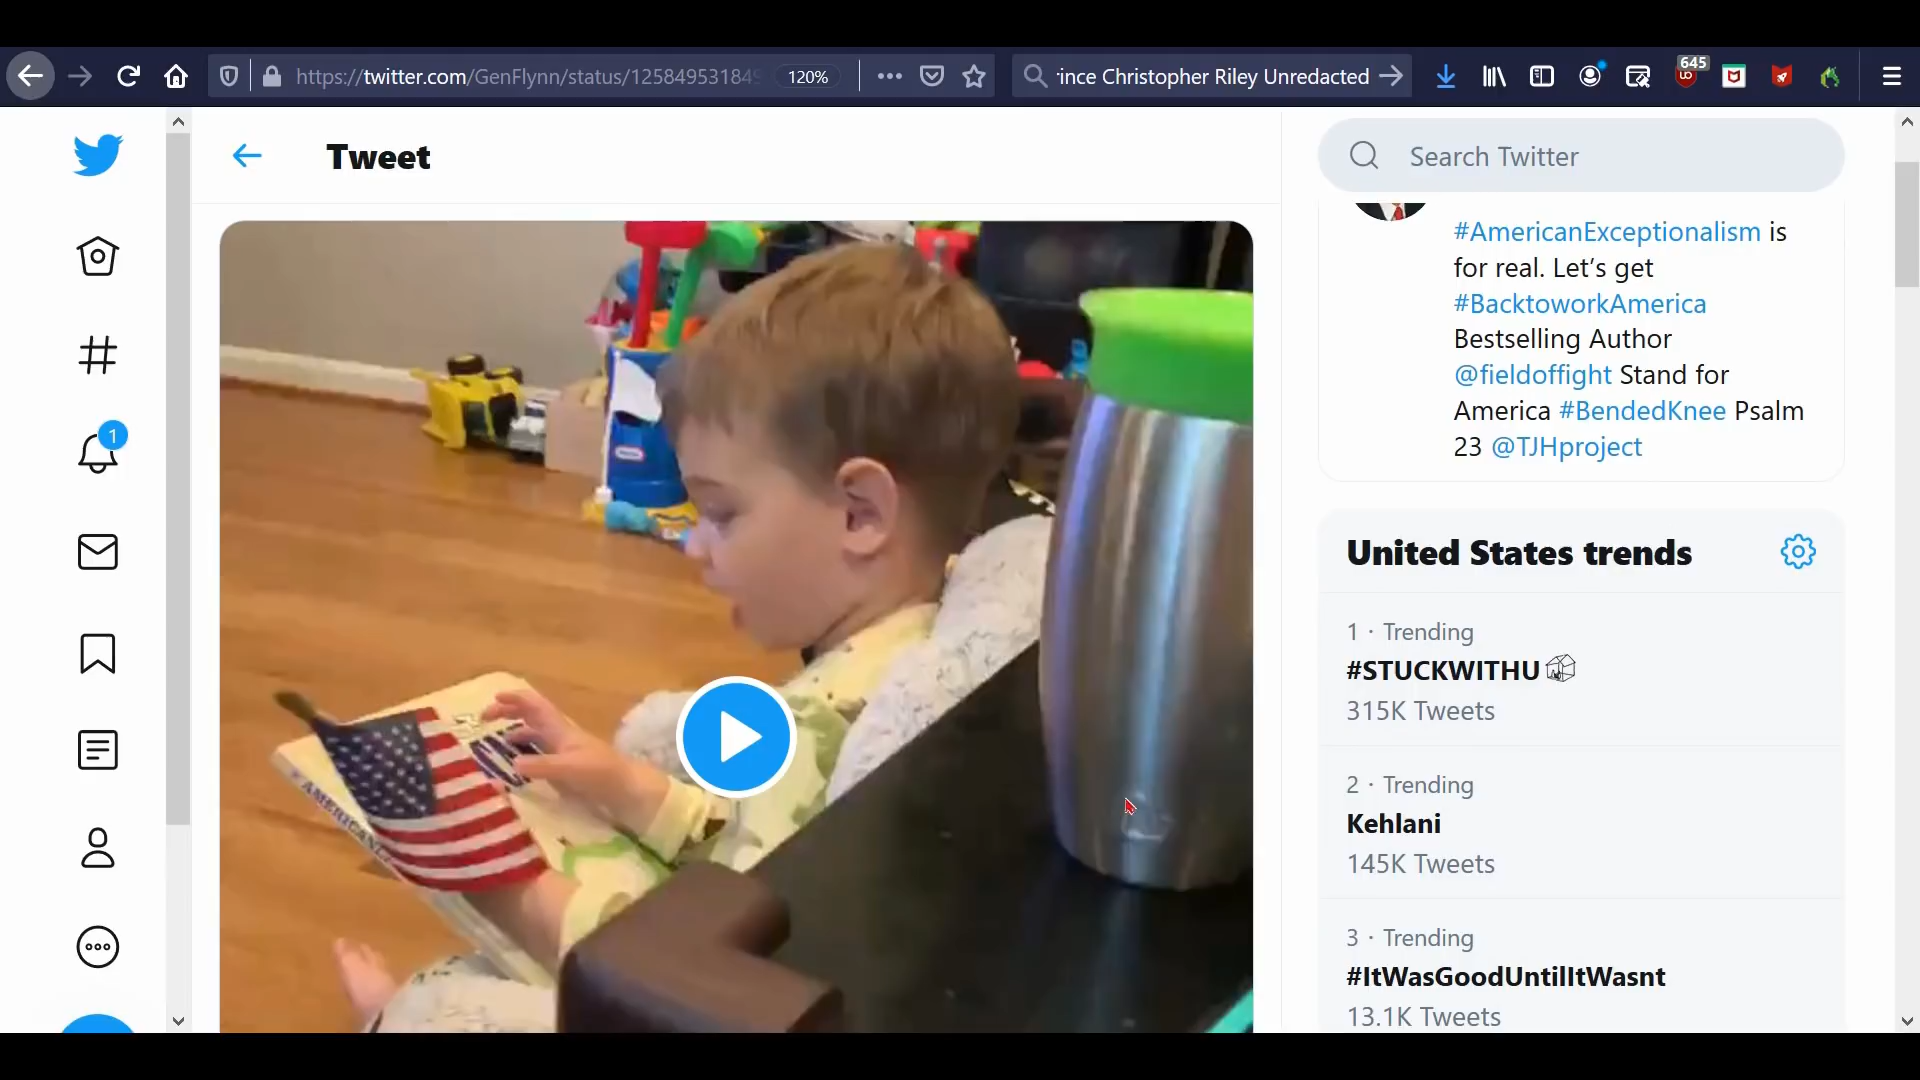 https://twitter.com/GenFlynn/status/125849531849
120%
rince Christopher Riley Unredacted
645
Tweet
Search Twitter
1
#AmericanExceptionalism is
for real. Let’s get
#BacktoworkAmerica
Bestselling Author
@fieldoffight Stand for
America #BendedKnee Psalm
23 @TJHproject
United States trends
1 · Trending
#STUCKWITHU
315K Tweets
2 · Trending
Kehlani
145K Tweets
3 · Trending
#ItWasGoodUntilItWasnt
13.1K Tweets